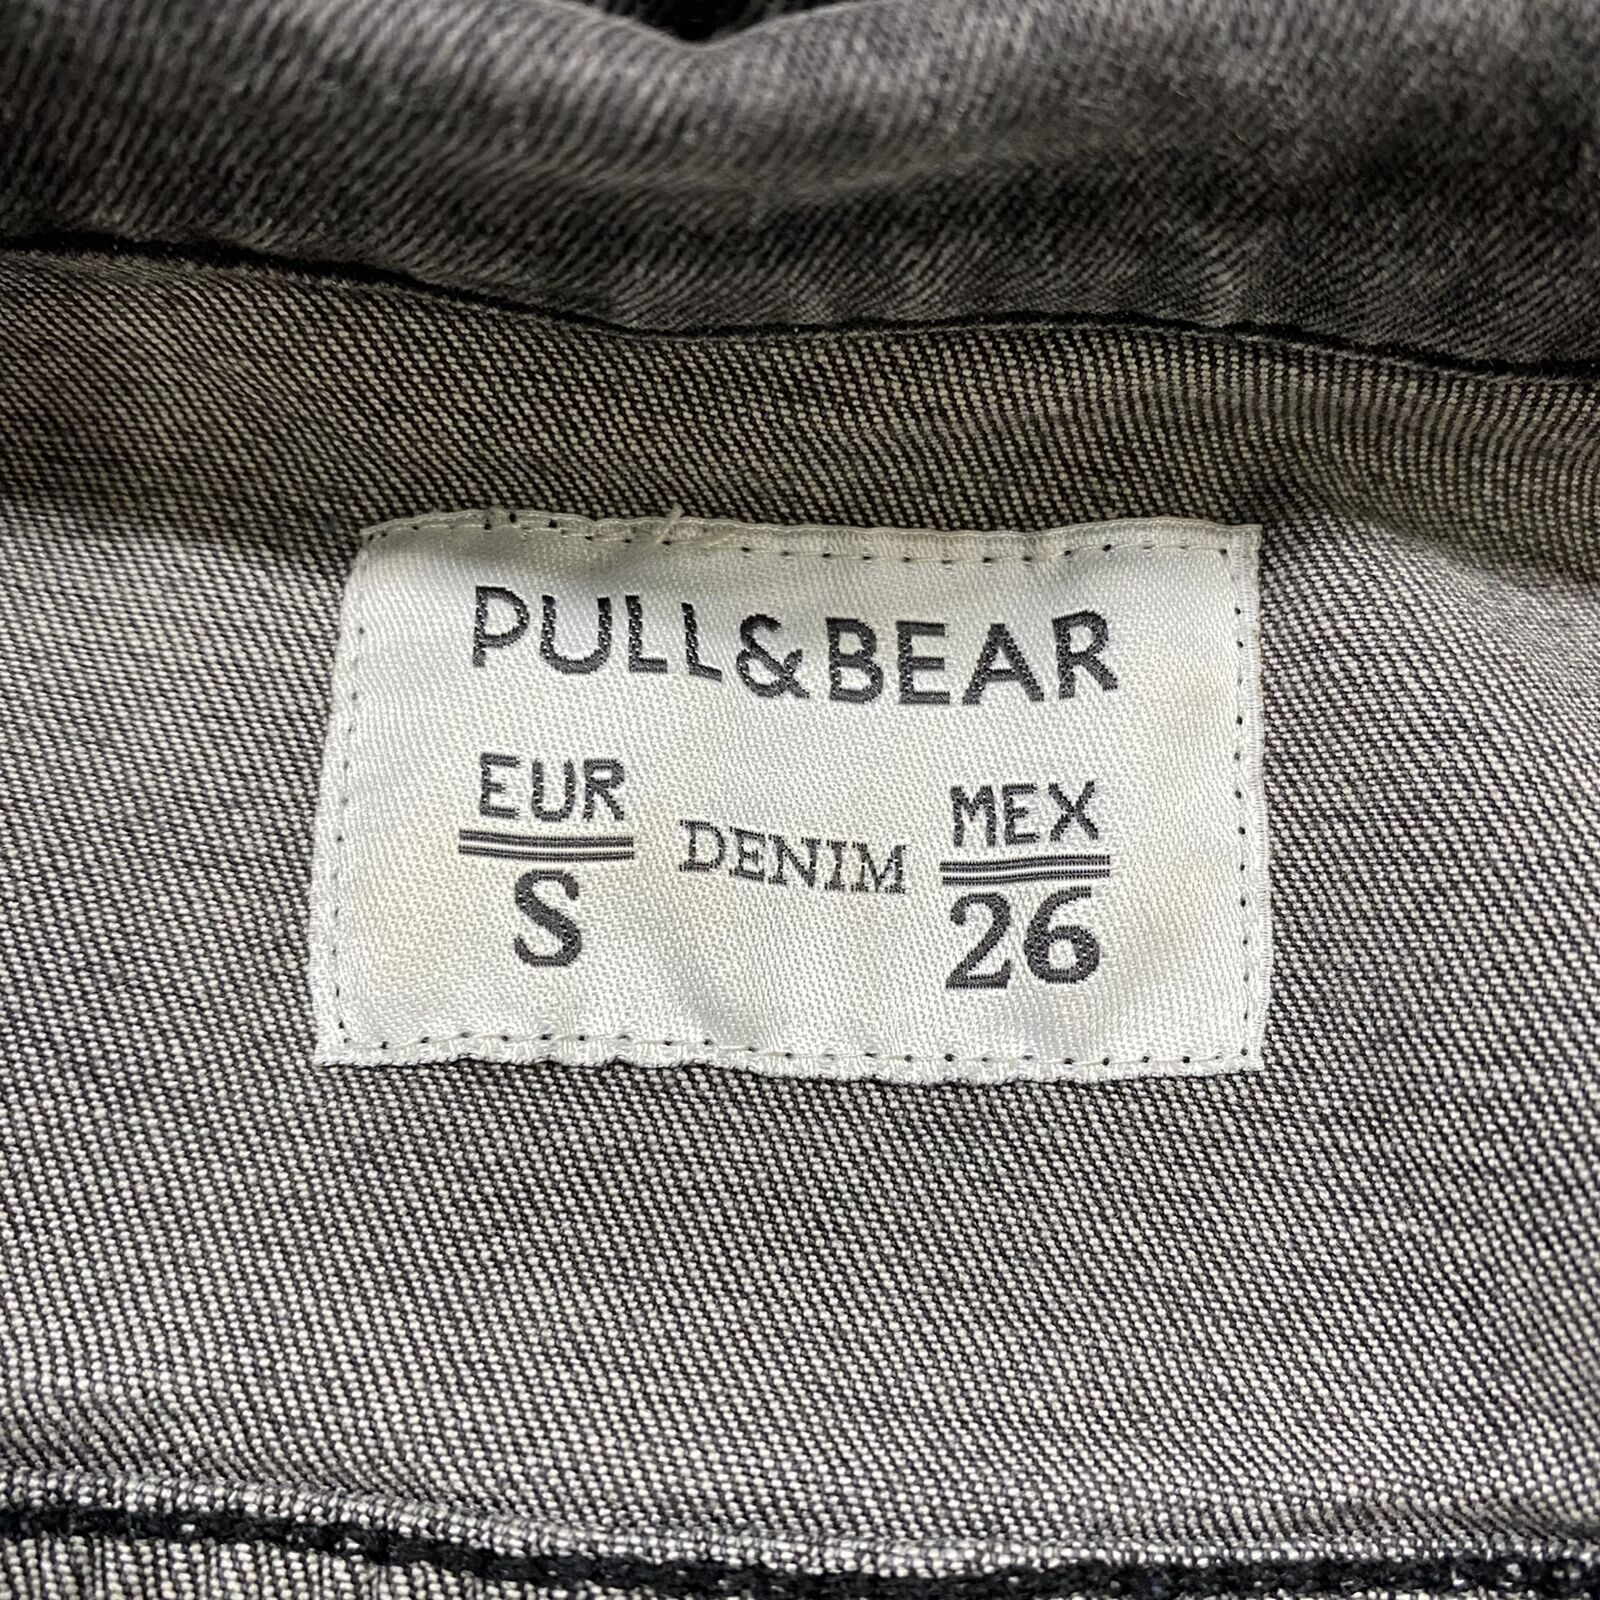 PULL&BEAR
EUR DENIM MEX
S 26